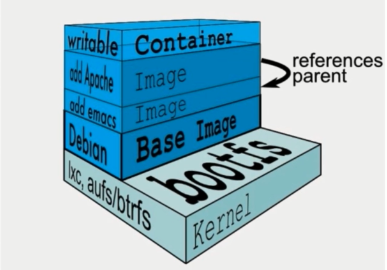 writable Container
add Apache Image
add emacs Image
Debian Base Image
references
parent
lxc, aufs/btrfs
bootfs
Kernel